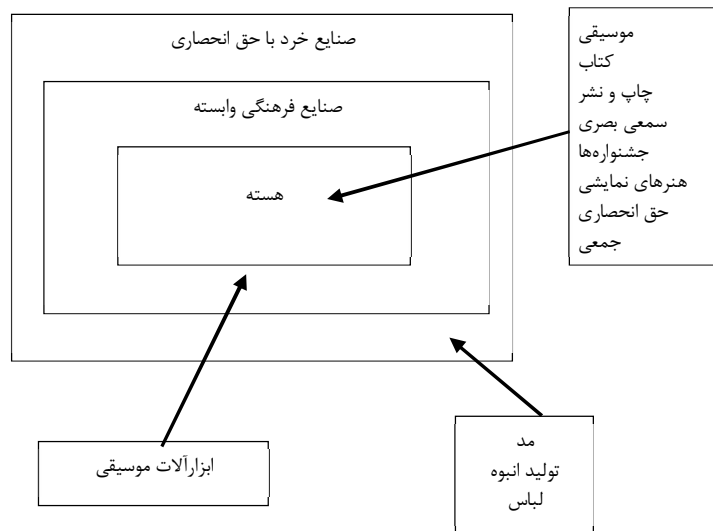 صنایع خرد با حق انحصاری
صنایع فرهنگی وابسته
هسته
موسیقی
کتاب
چاپ و نشر
سمعی بصری
جشنواره‌ها
هنرهای نمایشی
حق انحصاری
جمعی
ابزارآلات موسیقی
مد
تولید انبوه
لباس